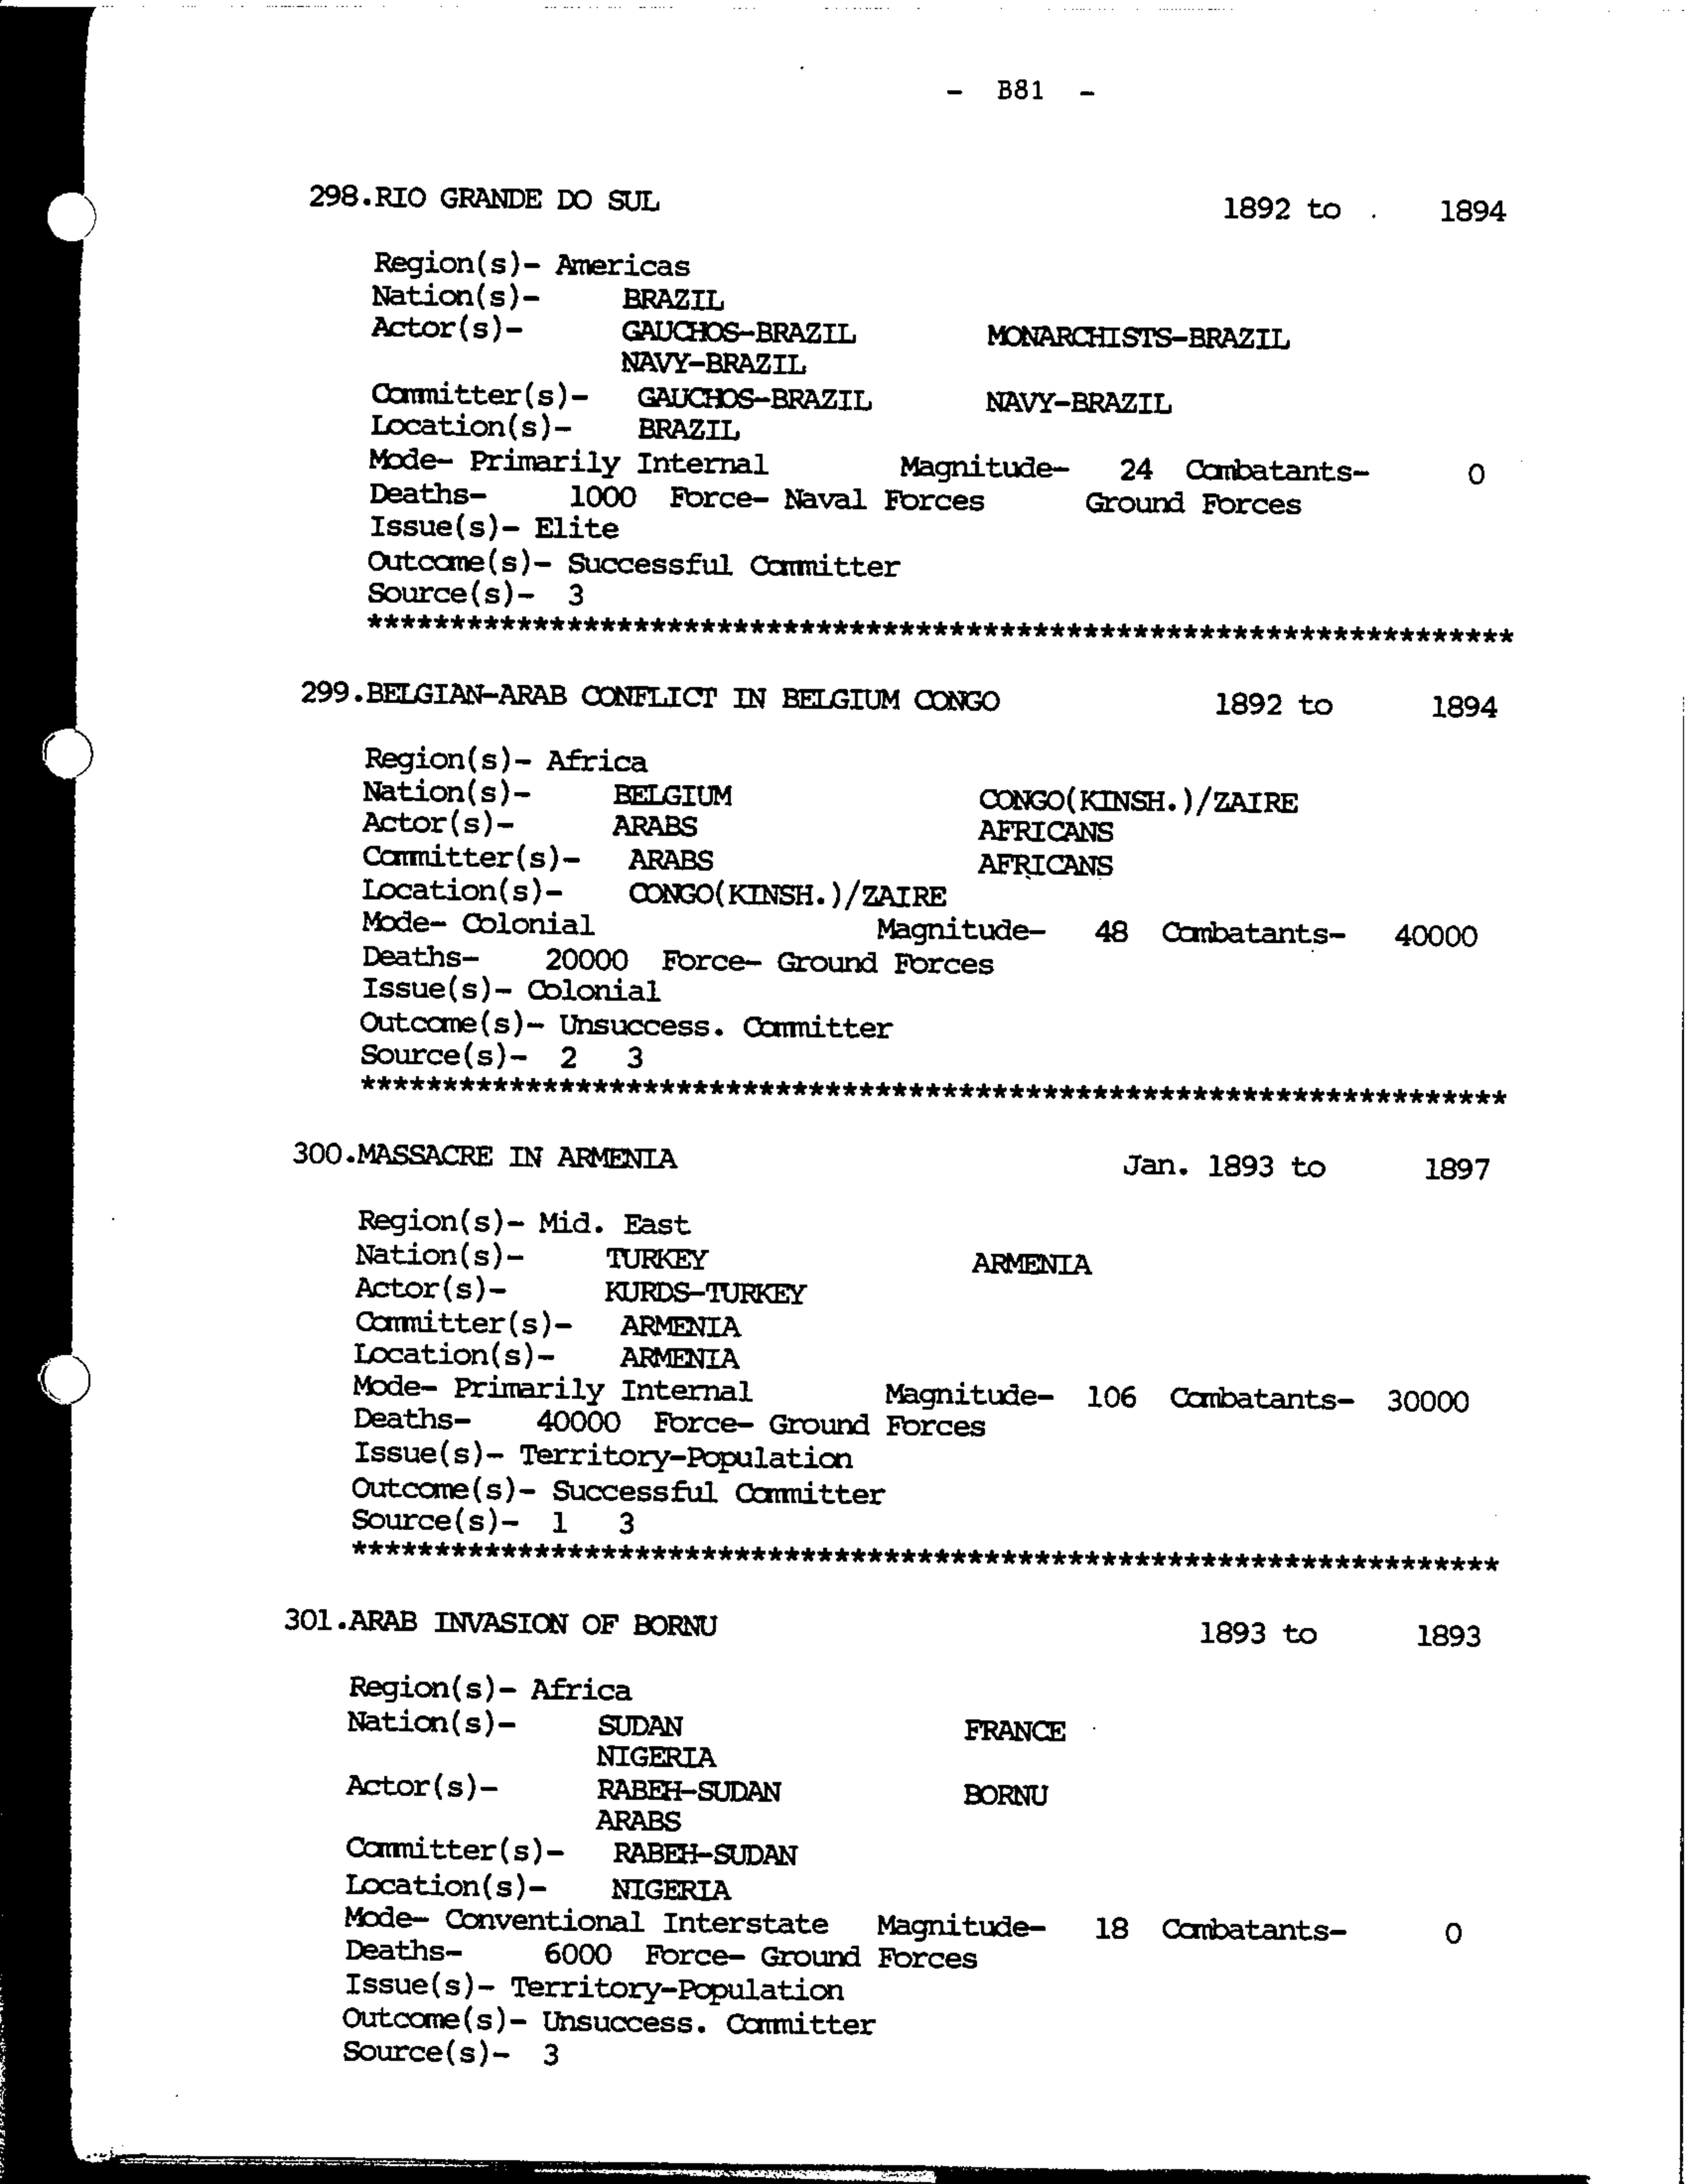 - B81 -
298.RIO GRANDE DO SUL 1892 to . 1894
Region(s)- Americas
Nation(s)- BRAZIL
Actor(s)- GAUCHOS-BRAZIL MONARCHISTS-BRAZIL
NAVY-BRAZIL
Committer(s)- GAUCHOS-BRAZIL NAVY-BRAZIL
Location(s)- BRAZIL
Mode- Primarily Internal Magnitude- 24 Combatants- 0
Deaths- 1000 Force- Naval Forces Ground Forces
Issue(s)- Elite
Outcome(s)- Successful Committer
Source(s)- 3
*********************************************************************
299.BELGIAN-ARAB CONFLICT IN BELGIUM CONGO 1892 to 1894
Region(s)- Africa
Nation(s)- BELGIUM CONGO(KINSH.)/ZAIRE
Actor(s)- ARABS AFRICANS
Committer(s)- ARABS AFRICANS
Location(s)- CONGO(KINSH.)/ZAIRE
Mode- Colonial Magnitude- 48 Combatants- 40000
Deaths- 20000 Force- Ground Forces
Issue(s)- Colonial
Outcome(s)- Unsuccess. Committer
Source(s)- 2 3
*********************************************************************
300.MASSACRE IN ARMENIA Jan. 1893 to 1897
Region(s)- Mid. East
Nation(s)- TURKEY ARMENIA
Actor(s)- KURDS-TURKEY
Committer(s)- ARMENIA
Location(s)- ARMENIA
Mode- Primarily Internal Magnitude- 106 Combatants- 30000
Deaths- 40000 Force- Ground Forces
Issue(s)- Territory-Population
Outcome(s)- Successful Committer
Source(s)- 1 3
*********************************************************************
301.ARAB INVASION OF BORNU 1893 to 1893
Region(s)- Africa
Nation(s)- SUDAN FRANCE
NIGERIA
Actor(s)- RABEH-SUDAN BORNU
ARABS
Committer(s)- RABEH-SUDAN
Location(s)- NIGERIA
Mode- Conventional Interstate Magnitude- 18 Combatants- 0
Deaths- 6000 Force- Ground Forces
Issue(s)- Territory-Population
Outcome(s)- Unsuccess. Committer
Source(s)- 3